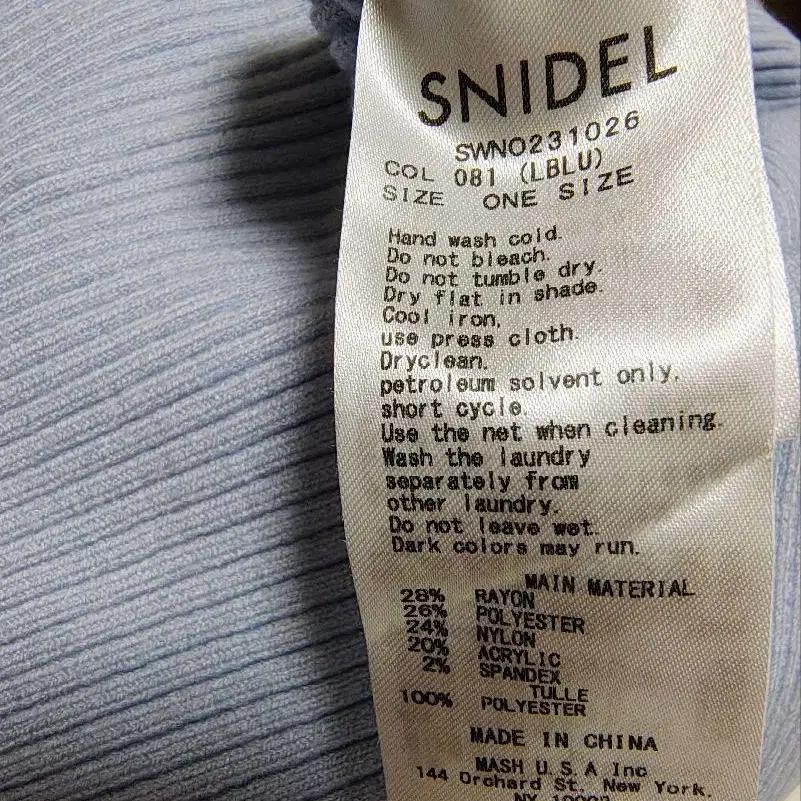 SNIDEL
SWNO231026
COL 081 (LBLU)
SIZE ONE SIZE
Hand wash cold.
Do not bleach.
Do not tumble dry.
Dry flat in shade.
Cool iron,
use press cloth.
Dryclean.
petroleum solvent only,
short cycle.
Use the net when cleaning.
Wash the laundry
separately from
other laundry.
Do not leave wet.
Dark colors may run.
MAIN MATERIAL
28% RAYON
26% POLYESTER
24% NYLON
20% ACRYLIC
2% SPANDEX
TULLE
100% POLYESTER
MADE IN CHINA
MASH U.S.A Inc
144 Orchard St. New York.
NY